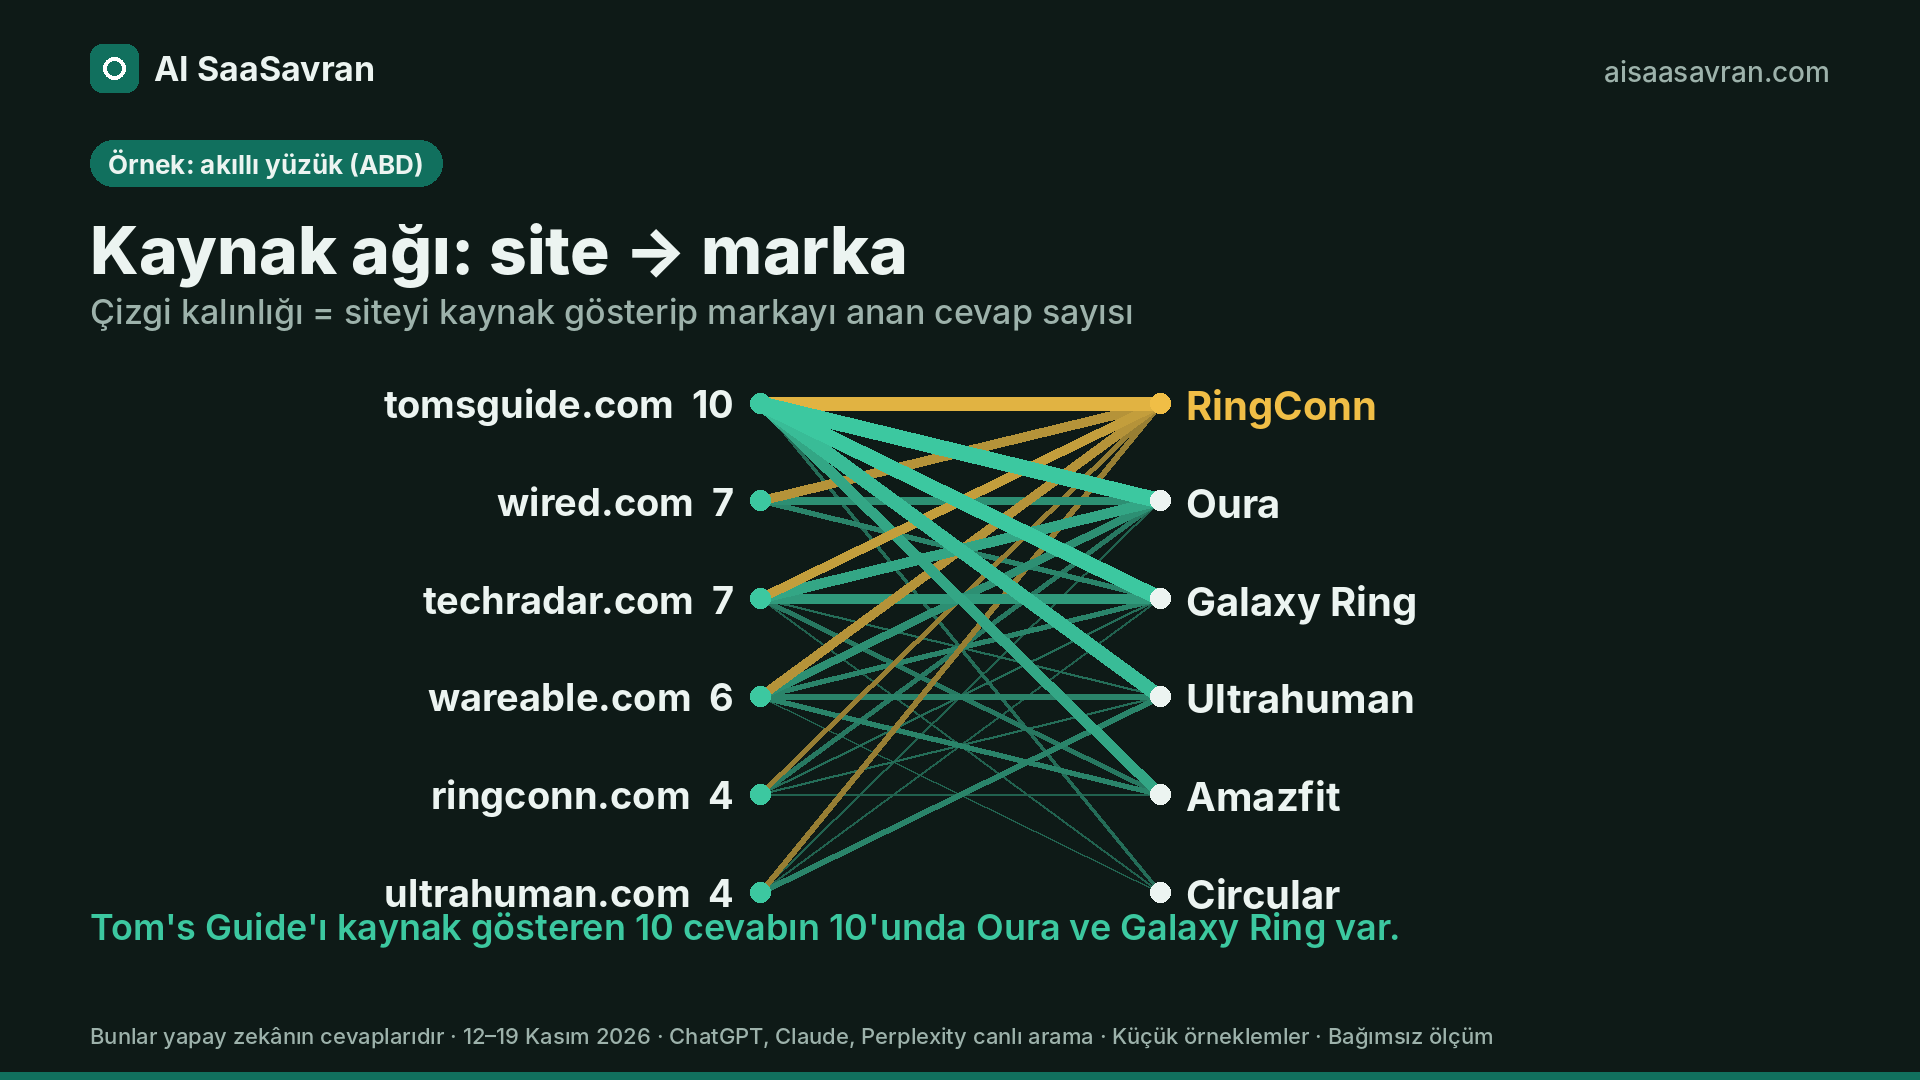 AI SaaSavran
aisaasavran.com
Örnek: akıllı yüzük (ABD)
Kaynak ağı: site → marka
Çizgi kalınlığı = siteyi kaynak gösterip markayı anan cevap sayısı
tomsguide.com 10
RingConn
wired.com 7
Oura
techradar.com 7
Galaxy Ring
wareable.com 6
Ultrahuman
ringconn.com 4
Amazfit
ultrahuman.com 4
Circular
Tom's Guide'ı kaynak gösteren 10 cevabın 10'unda Oura ve Galaxy Ring var.
Bunlar yapay zekânın cevaplarıdır · 12–19 Kasım 2026 · ChatGPT, Claude, Perplexity canlı arama · Küçük örneklemler · Bağımsız ölçüm